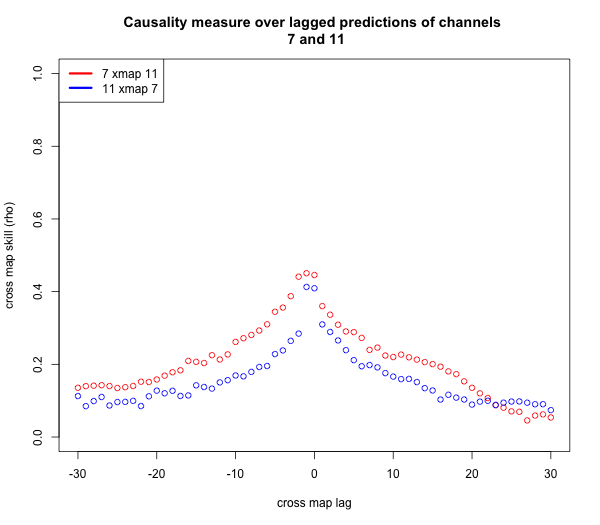 Causality measure over lagged predictions of channels
7 and 11
7 xmap 11
11 xmap 7
cross map skill (rho)
1.0
0.8
0.6
0.4
0.2
0.0
-30 -20 -10 0 10 20 30
cross map lag